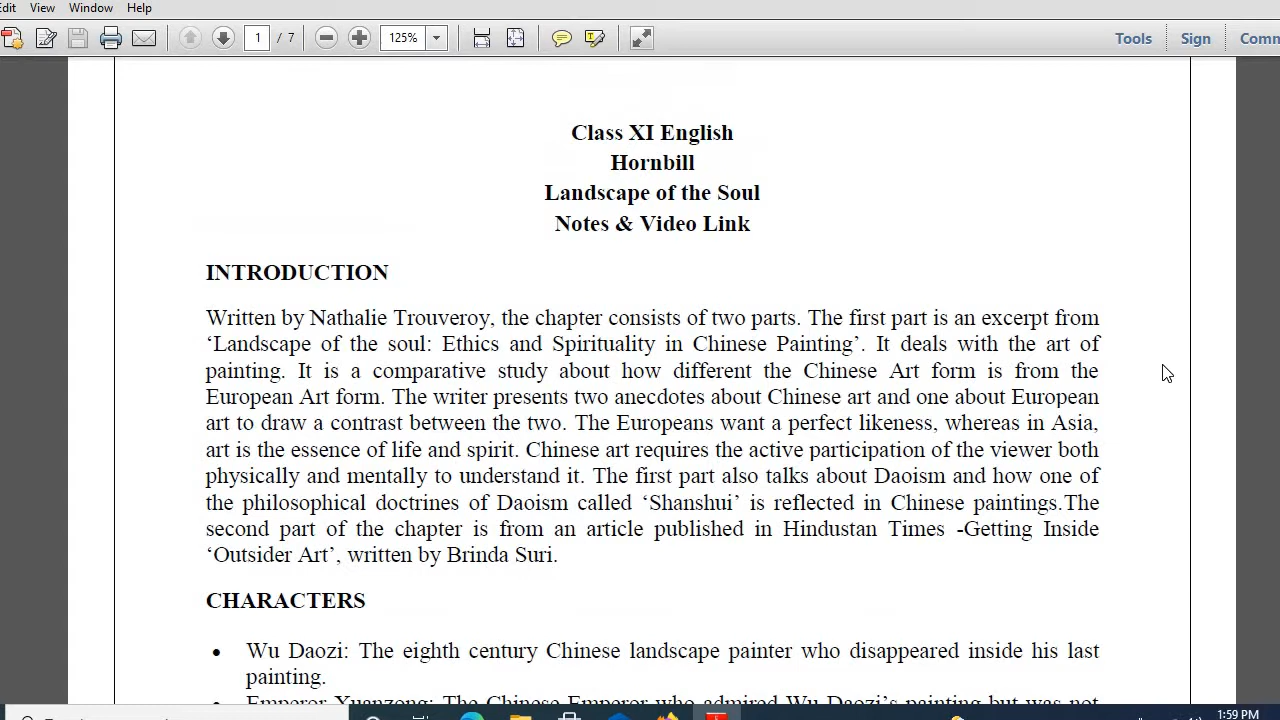 Edit View Window Help
1 / 7 125% Tools Sign
Class XI English
Hornbill
Landscape of the Soul
Notes & Video Link
INTRODUCTION
Written by Nathalie Trouveroy, the chapter consists of two parts. The first part is an excerpt from
‘Landscape of the soul: Ethics and Spirituality in Chinese Painting’. It deals with the art of
painting. It is a comparative study about how different the Chinese Art form is from the
European Art form. The writer presents two anecdotes about Chinese art and one about European
art to draw a contrast between the two. The Europeans want a perfect likeness, whereas in Asia,
art is the essence of life and spirit. Chinese art requires the active participation of the viewer both
physically and mentally to understand it. The first part also talks about Daoism and how one of
the philosophical doctrines of Daoism called ‘Shanshui’ is reflected in Chinese paintings.The
second part of the chapter is from an article published in Hindustan Times -Getting Inside
‘Outsider Art’, written by Brinda Suri.
CHARACTERS
• Wu Daozi: The eighth century Chinese landscape painter who disappeared inside his last
painting.
• Emperor Xuanzong: The Chinese Emperor who admired Wu Daozi’s painting but was not
1:59 PM